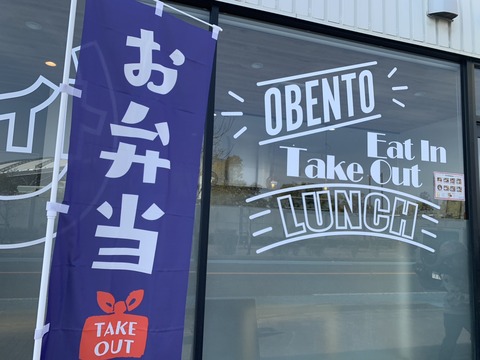 お弁当
TAKE
OUT
OBENTO
Eat In
Take Out
LUNCH